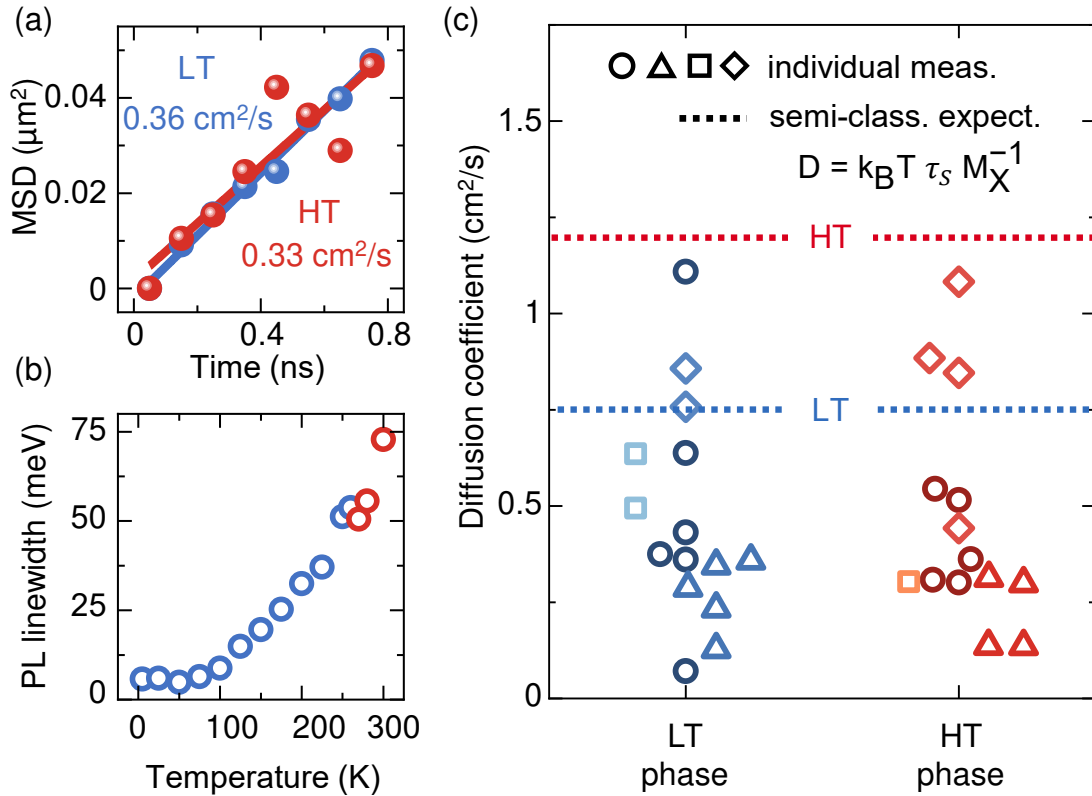 (a)
LT
0.36 cm²/s
HT
0.33 cm²/s
MSD (µm²)
0.04
0.02
0
0
0.4
0.8
Time (ns)
(b)
PL linewidth (meV)
75
50
25
0
0
100
200
300
Temperature (K)
(c)
individual meas.
semi-class. expect.
D = k_B T τ_S M_X^{-1}
Diffusion coefficient (cm²/s)
1.5
1
0.5
0
HT
LT
LT
phase
HT
phase